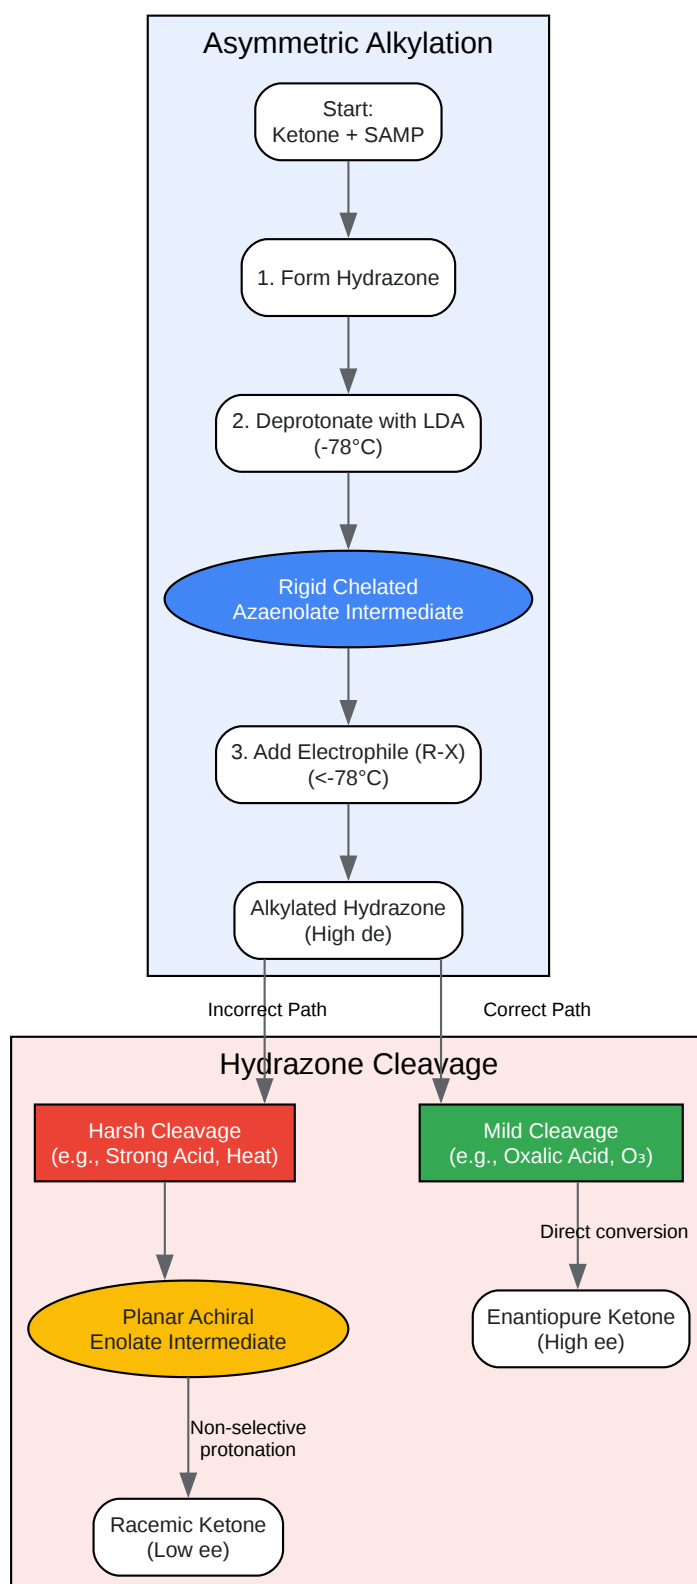 Asymmetric Alkylation
Start:
Ketone + SAMP
1. Form Hydrazone
2. Deprotonate with LDA
(-78°C)
Rigid Chelated
Azaenolate Intermediate
3. Add Electrophile (R-X)
(<-78°C)
Alkylated Hydrazone
(High de)
Incorrect Path
Correct Path
Hydrazone Cleavage
Harsh Cleavage
(e.g., Strong Acid, Heat)
Mild Cleavage
(e.g., Oxalic Acid, O₃)
Direct conversion
Planar Achiral
Enolate Intermediate
Enantiopure Ketone
(High ee)
Non-selective
protonation
Racemic Ketone
(Low ee)